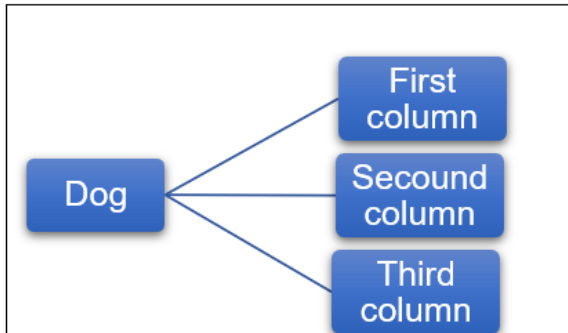 Dog
First
column
Secound
column
Third
column